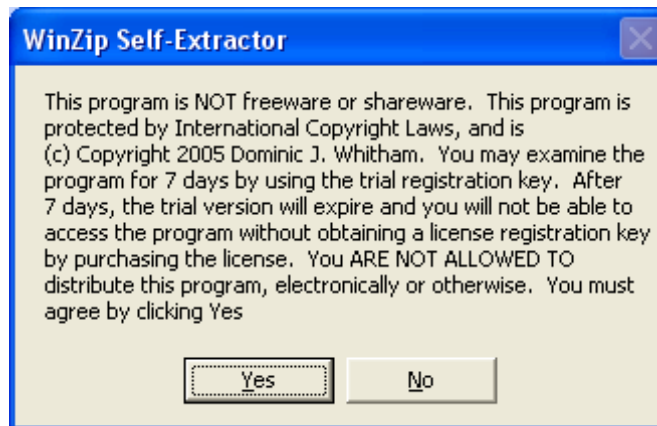 WinZip Self-Extractor
This program is NOT freeware or shareware.  This program is
protected by International Copyright Laws, and is
(c) Copyright 2005 Dominic J. Whitham.  You may examine the
program for 7 days by using the trial registration key.  After
7 days, the trial version will expire and you will not be able to
access the program without obtaining a license registration key
by purchasing the license.  You ARE NOT ALLOWED TO
distribute this program, electronically or otherwise.  You must
agree by clicking Yes
Yes
No